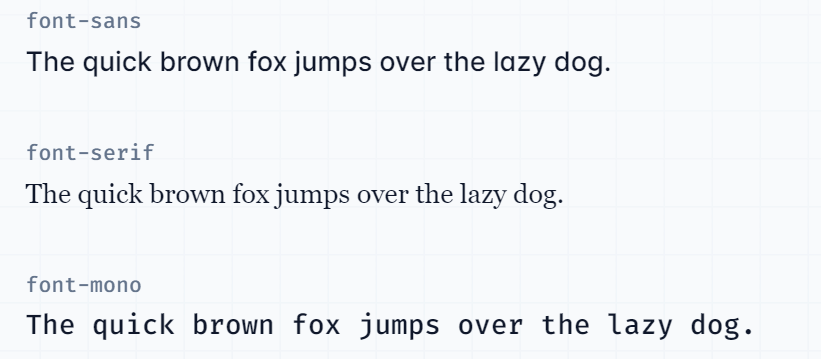 font-sans
The quick brown fox jumps over the lazy dog.
font-serif
The quick brown fox jumps over the lazy dog.
font-mono
The quick brown fox jumps over the lazy dog.